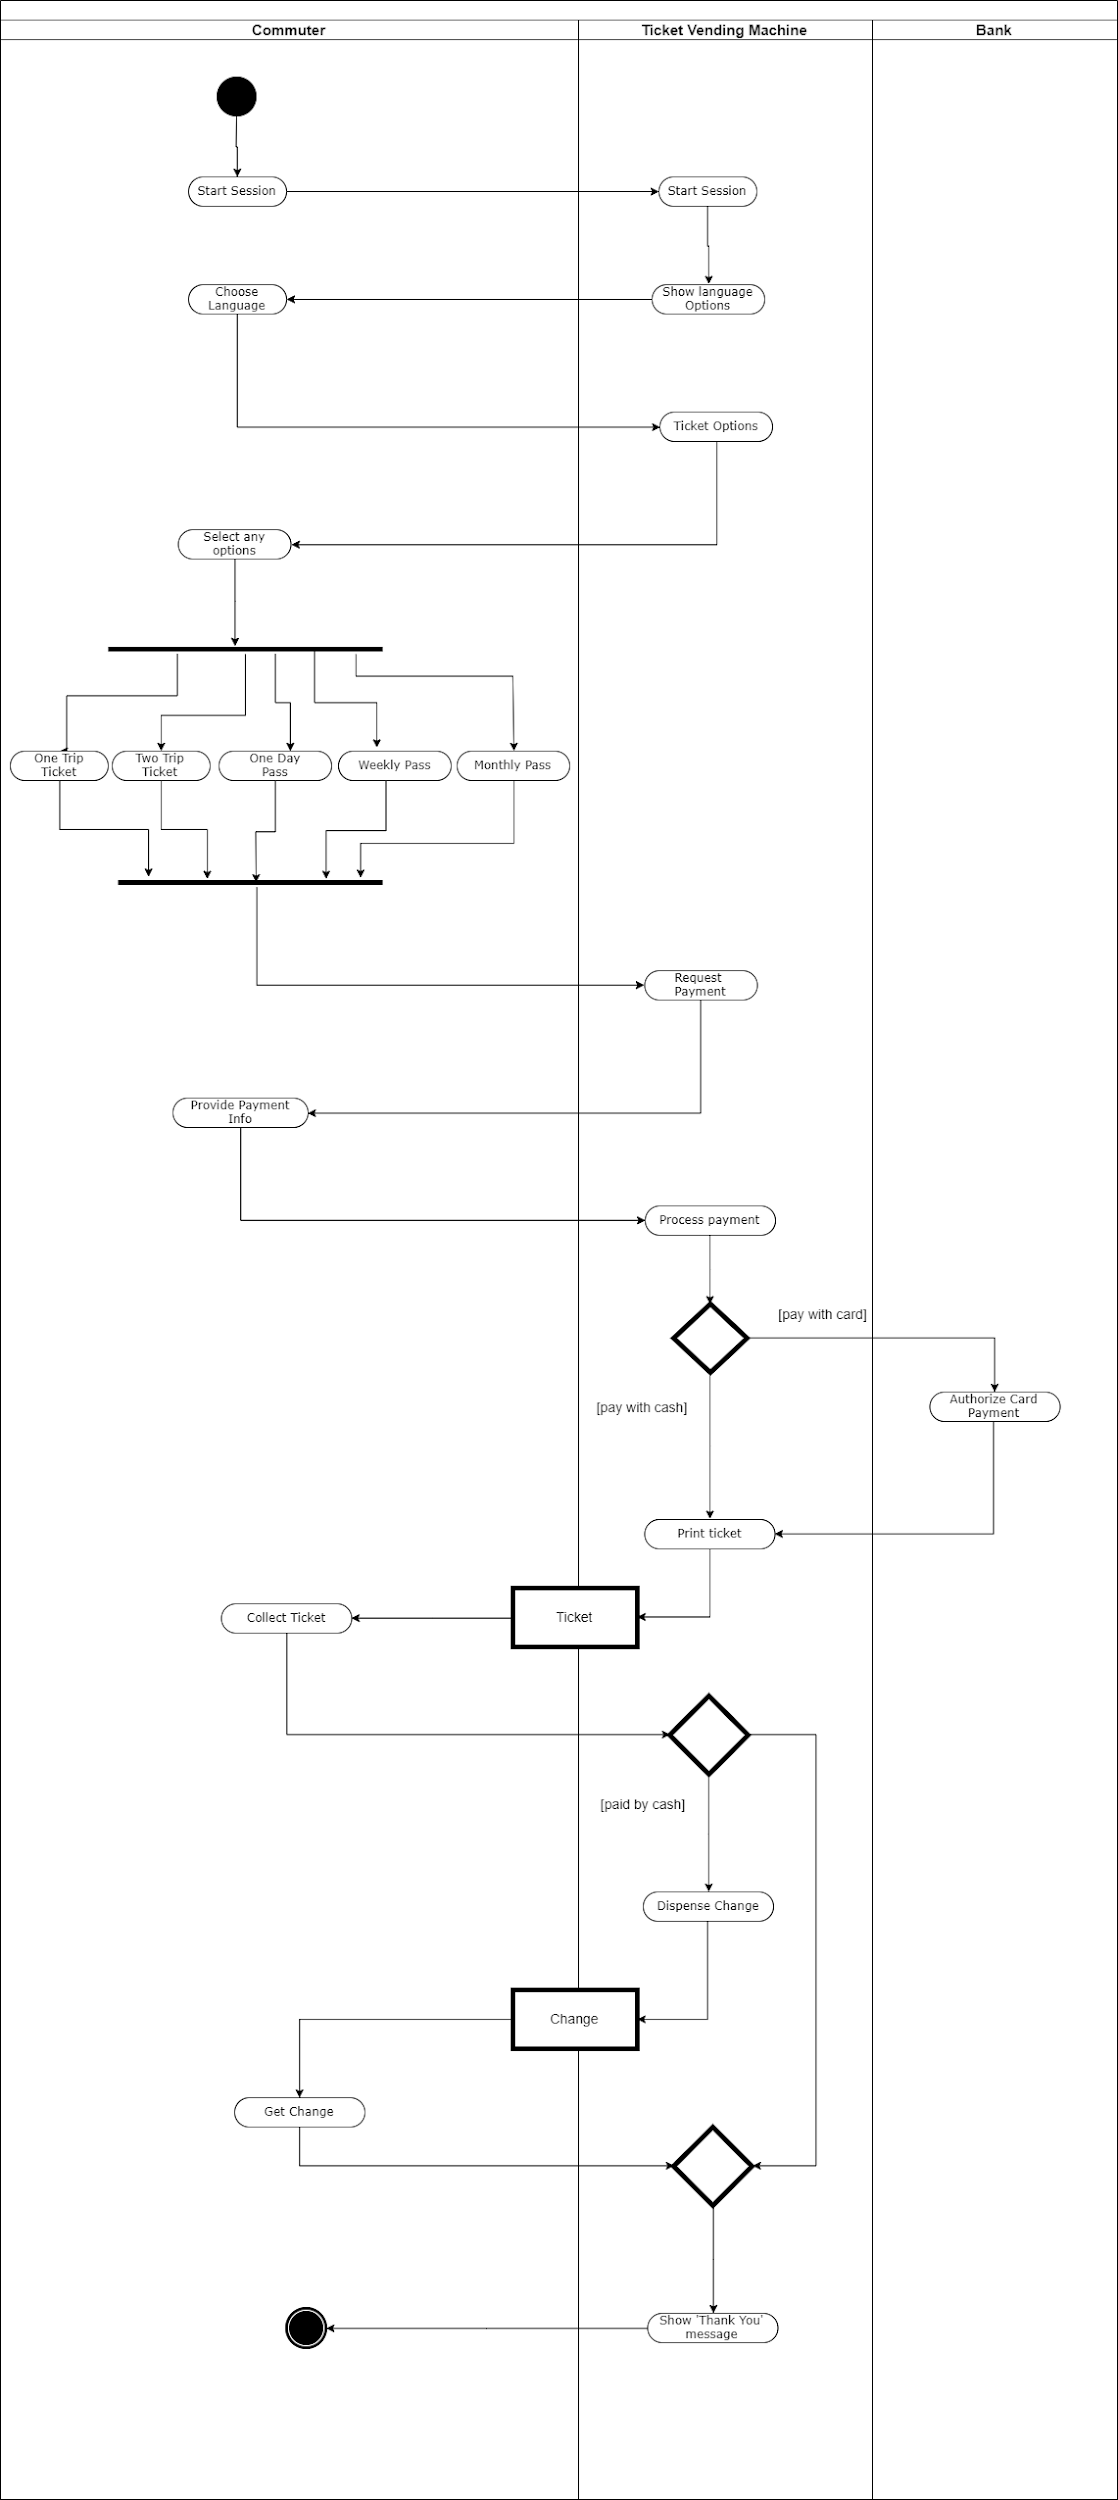 Commuter
Ticket Vending Machine
Bank
Start Session
Start Session
Choose
Language
Show language
Options
Ticket Options
Select any
options
One Trip
Ticket
Two Trip
Ticket
One Day
Pass
Weekly Pass
Monthly Pass
Request
Payment
Provide Payment
Info
Process payment
[pay with card]
[pay with cash]
Authorize Card
Payment
Print ticket
Collect Ticket
Ticket
[paid by cash]
Dispense Change
Change
Get Change
Show 'Thank You'
message